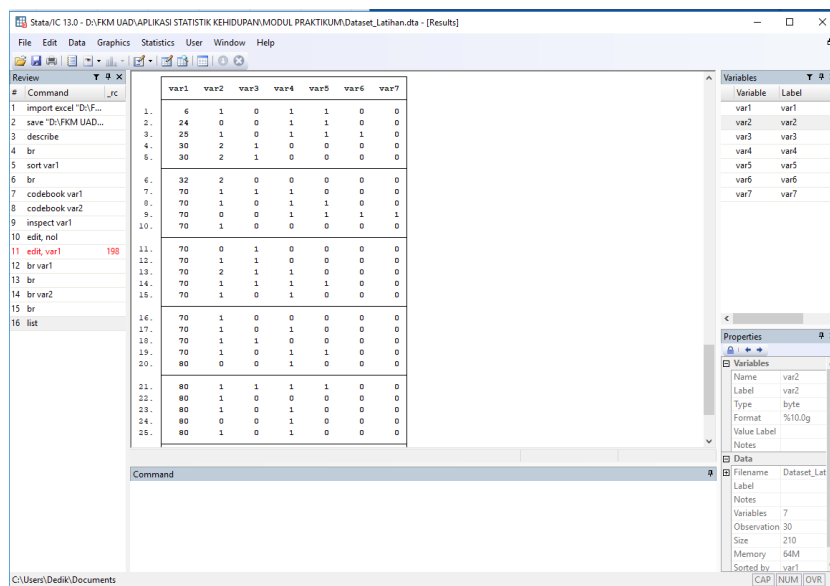 Stata/IC 13.0 - D:\FKM UAD\APLIKASI STATISTIK KEHIDUPAN\MODUL PRAKTIKUM\Dataset_Latihan.dta - [Results]
File Edit Data Graphics Statistics User Window Help
Review
# Command _rc
1 import excel "D:\F...
2 save "D:\FKM UAD...
3 describe
4 br
5 sort var1
6 br
7 codebook var1
8 codebook var2
9 inspect var1
10 edit, nol
11 edit, var1 198
12 br var1
13 br
14 br var2
15 br
16 list
var1 var2 var3 var4 var5 var6 var7
1. 6 1 0 1 1 0 0
2. 24 0 0 1 1 0 0
3. 25 1 0 1 1 1 0
4. 30 2 1 0 0 0 0
5. 30 2 1 0 0 0 0
6. 32 2 0 0 0 0 0
7. 70 1 1 1 0 0 0
8. 70 1 0 1 1 0 0
9. 70 0 0 1 1 1 1
10. 70 1 0 0 0 0 0
11. 70 0 1 0 0 0 0
12. 70 1 1 0 0 0 0
13. 70 2 1 1 0 0 0
14. 70 1 1 1 1 0 0
15. 70 1 0 1 0 0 0
16. 70 1 0 0 0 0 0
17. 70 1 0 1 0 0 0
18. 70 1 1 0 0 0 0
19. 70 1 0 1 1 0 0
20. 80 0 0 1 0 0 0
21. 80 1 1 1 1 0 0
22. 80 1 0 0 0 0 0
23. 80 1 0 1 0 0 0
24. 80 0 0 1 0 0 0
25. 80 1 0 1 0 0 0
Command
Variables
Variable Label
var1 var1
var2 var2
var3 var3
var4 var4
var5 var5
var6 var6
var7 var7
Properties
Variables
Name var2
Label var2
Type byte
Format %10.0g
Value Label
Notes
Data
Filename Dataset_Lat
Label
Notes
Variables 7
Observation 30
Size 210
Memory 64M
Sorted by var1
C:\Users\Dedik\Documents
CAP NUM OVR